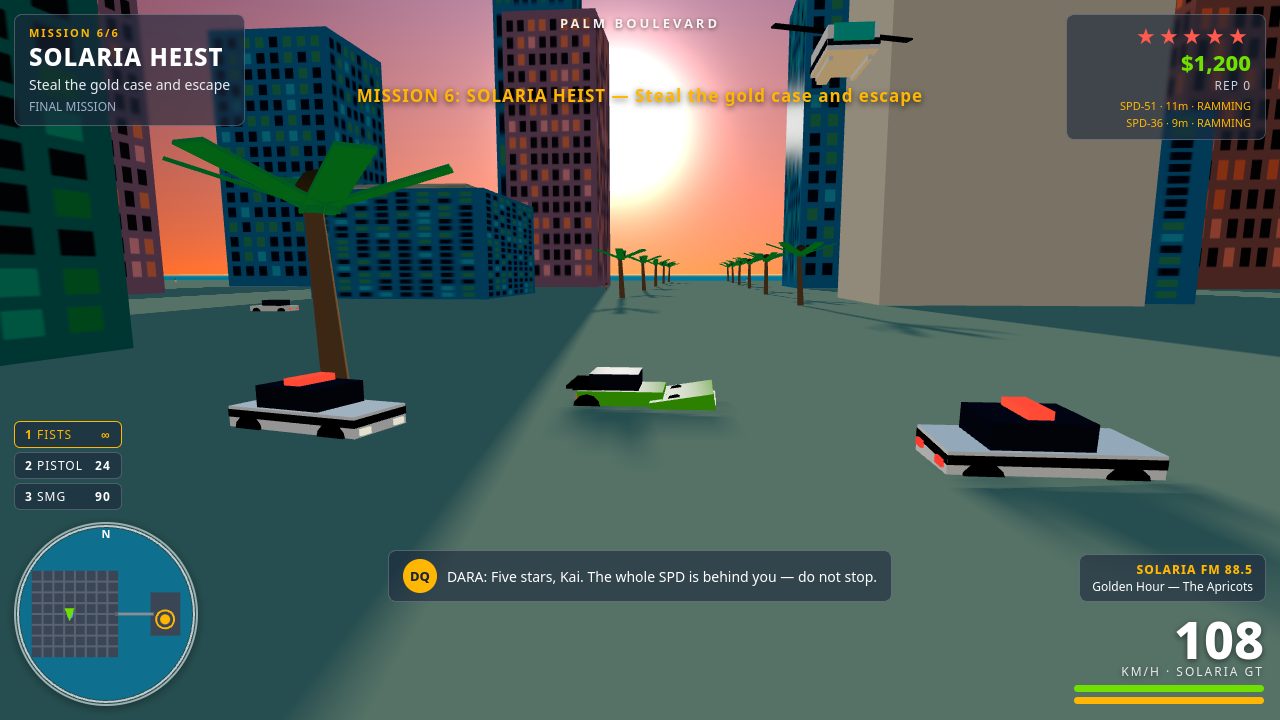 MISSION 6/6
SOLARIA HEIST
Steal the gold case and escape
FINAL MISSION
PALM BOULEVARD
MISSION 6: SOLARIA HEIST — Steal the gold case and escape
★★★★★
$1,200
REP 0
SPD-51 · 11m · RAMMING
SPD-36 · 9m · RAMMING
1 FISTS ∞
2 PISTOL 24
3 SMG 90
N
DQ DARA: Five stars, Kai. The whole SPD is behind you — do not stop.
SOLARIA FM 88.5
Golden Hour — The Apricots
108
KM/H · SOLARIA GT